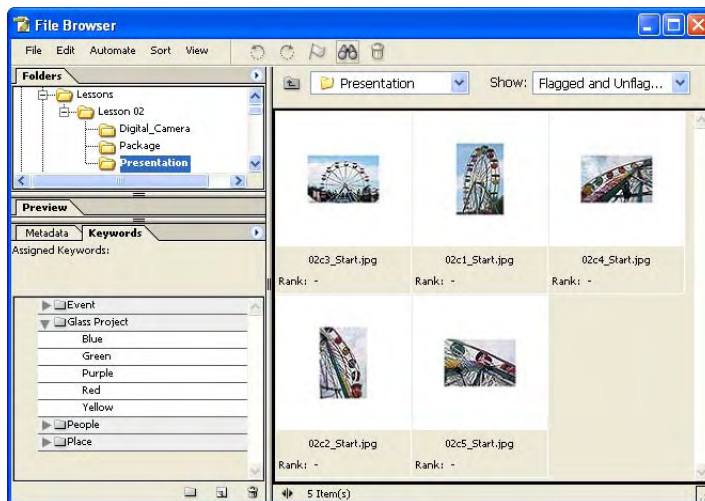 File Browser
File Edit Automate Sort View
Folders
Lessons
Lesson 02
Digital_Camera
Package
Presentation
Preview
Metadata Keywords
Assigned Keywords:
Event
Glass Project
Blue
Green
Purple
Red
Yellow
People
Place
Presentation Show: Flagged and Unflag...
02c3_Start.jpg 02c1_Start.jpg 02c4_Start.jpg
Rank: - Rank: - Rank: -
02c2_Start.jpg 02c5_Start.jpg
Rank: - Rank: -
5 Item(s)